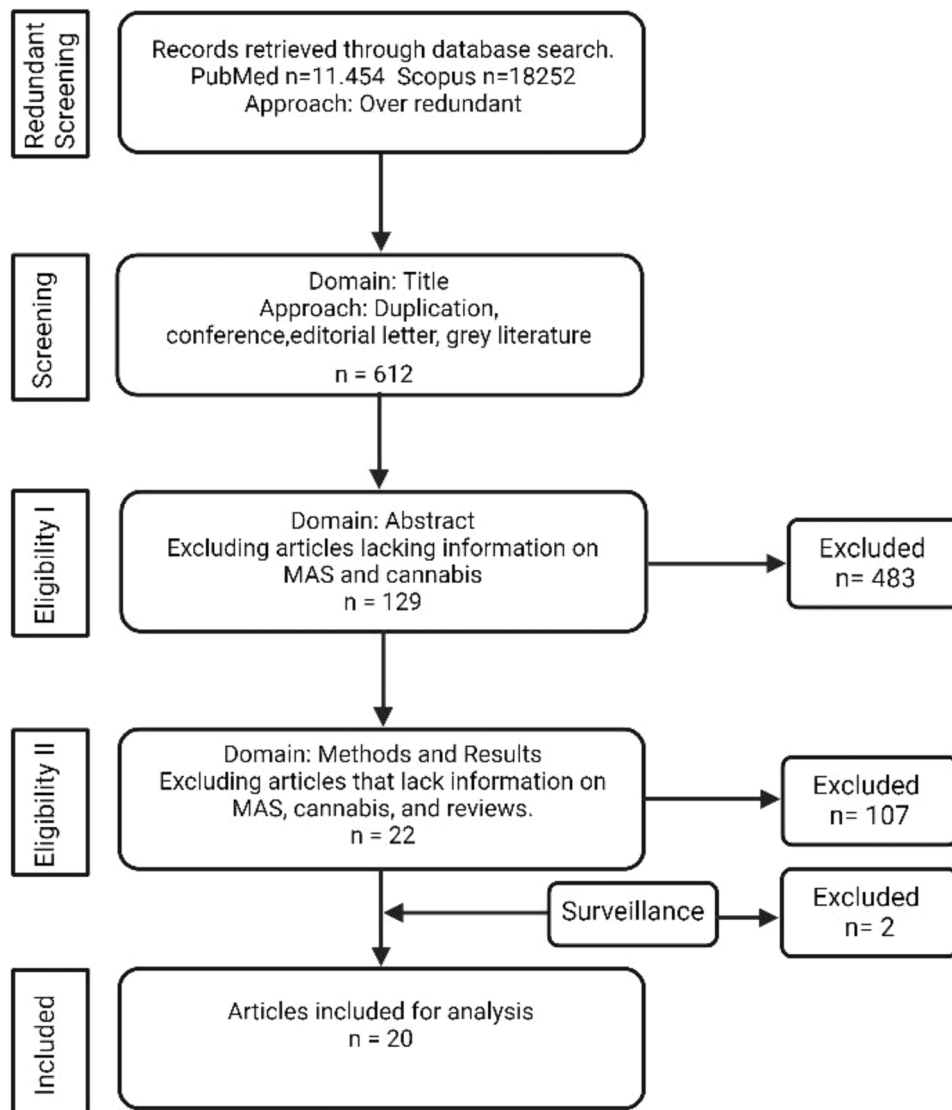 Redundant
Screening
Records retrieved through database search.
PubMed n=11.454 Scopus n=18252
Approach: Over redundant
Screening
Domain: Title
Approach: Duplication,
conference,editorial letter, grey literature
n = 612
Eligibility I
Domain: Abstract
Excluding articles lacking information on
MAS and cannabis
n = 129
Excluded
n= 483
Eligibility II
Domain: Methods and Results
Excluding articles that lack information on
MAS, cannabis, and reviews.
n = 22
Excluded
n= 107
Surveillance
Excluded
n= 2
Included
Articles included for analysis
n = 20